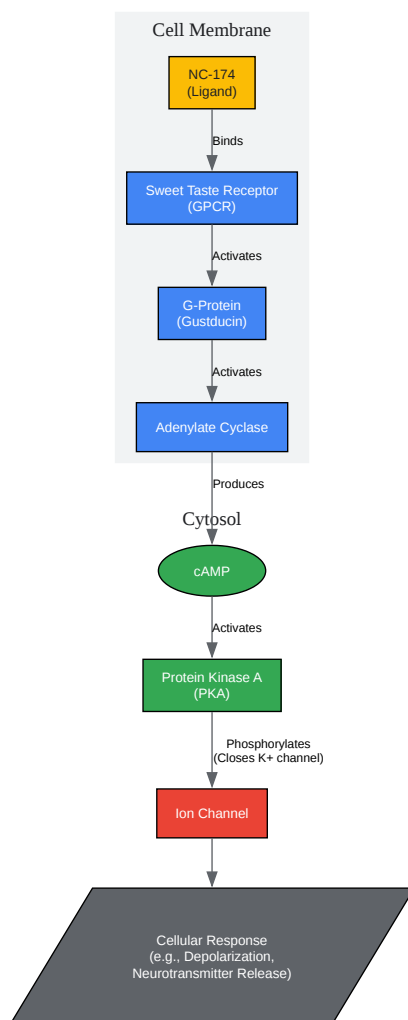 Cell Membrane
NC-174
(Ligand)
Binds
Sweet Taste Receptor
(GPCR)
Activates
G-Protein
(Gustducin)
Activates
Adenylate Cyclase
Produces
Cytosol
cAMP
Activates
Protein Kinase A
(PKA)
Phosphorylates
(Closes K+ channel)
Ion Channel
Cellular Response
(e.g., Depolarization,
Neurotransmitter Release)